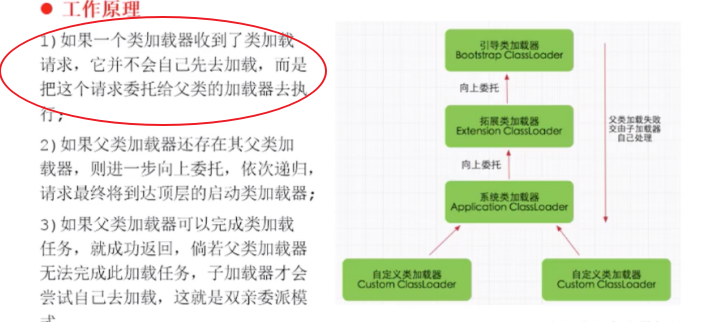 工作原理
1)如果一个类加载器收到了类加载
请求，它并不会自己先去加载，而是
把这个请求委托给父类的加载器去执
行；
2)如果父类加载器还存在其父类加
载器，则进一步向上委托，依次递归，
请求最终将到达顶层的启动类加载器；
3)如果父类加载器可以完成类加载
任务，就成功返回，倘若父类加载器
无法完成此加载任务，子加载器才会
尝试自己去加载，这就是双亲委派模
式
引导类加载器
Bootstrap ClassLoader
向上委托
拓展类加载器
Extension ClassLoader
向上委托
系统类加载器
Application ClassLoader
自定义类加载器
Custom ClassLoader
自定义类加载器
Custom ClassLoader
父类加载失败
交由子加载器
自己处理